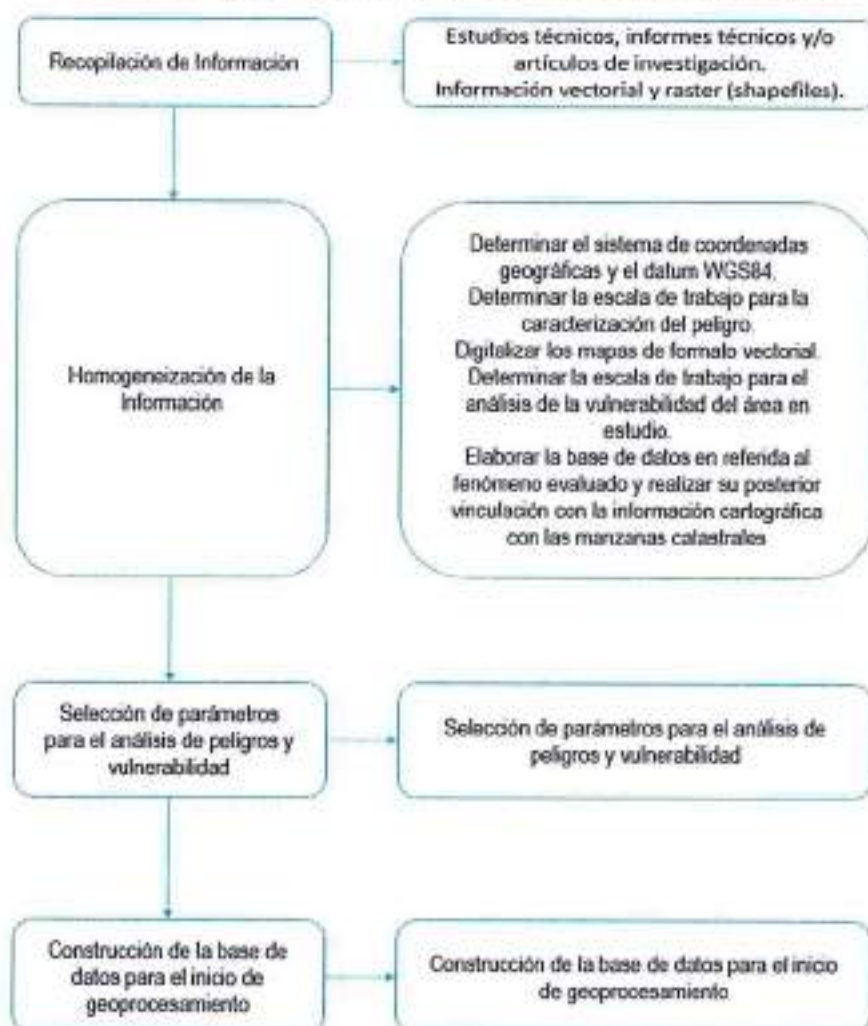 Recopilación de Información
Estudios técnicos, informes técnicos y/o
artículos de investigación.
Información vectorial y raster (shapefiles).
Homogeneización de la
Información
Determinar el sistema de coordenadas
geográficas y el datum WGS84.
Determinar la escala de trabajo para la
caracterización del peligro.
Digitalizar los mapas de formato vectorial.
Determinar la escala de trabajo para el
análisis de la vulnerabilidad del área en
estudio.
Elaborar la base de datos en referida al
fenómeno evaluado y realizar su posterior
vinculación con la información cartográfica
con las manzanas catastrales
Selección de parámetros
para el análisis de peligros y
vulnerabilidad
Selección de parámetros para el análisis de
peligros y vulnerabilidad
Construcción de la base de
datos para el inicio de
geoprocesamiento
Construcción de la base de datos para el inicio
de geoprocesamiento